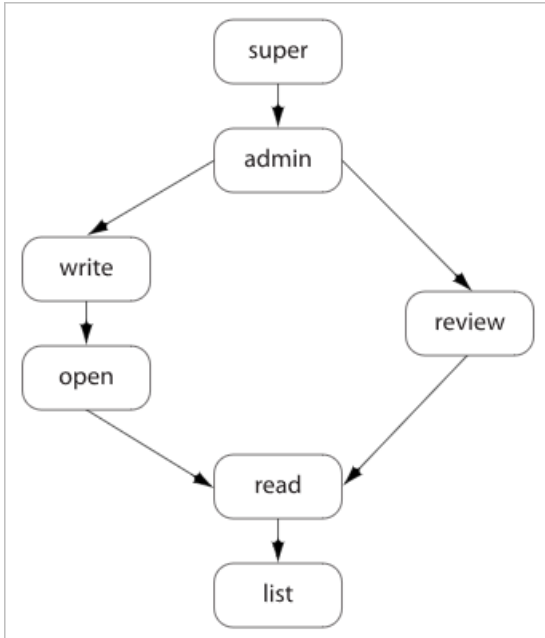 super
admin
write
review
open
read
list